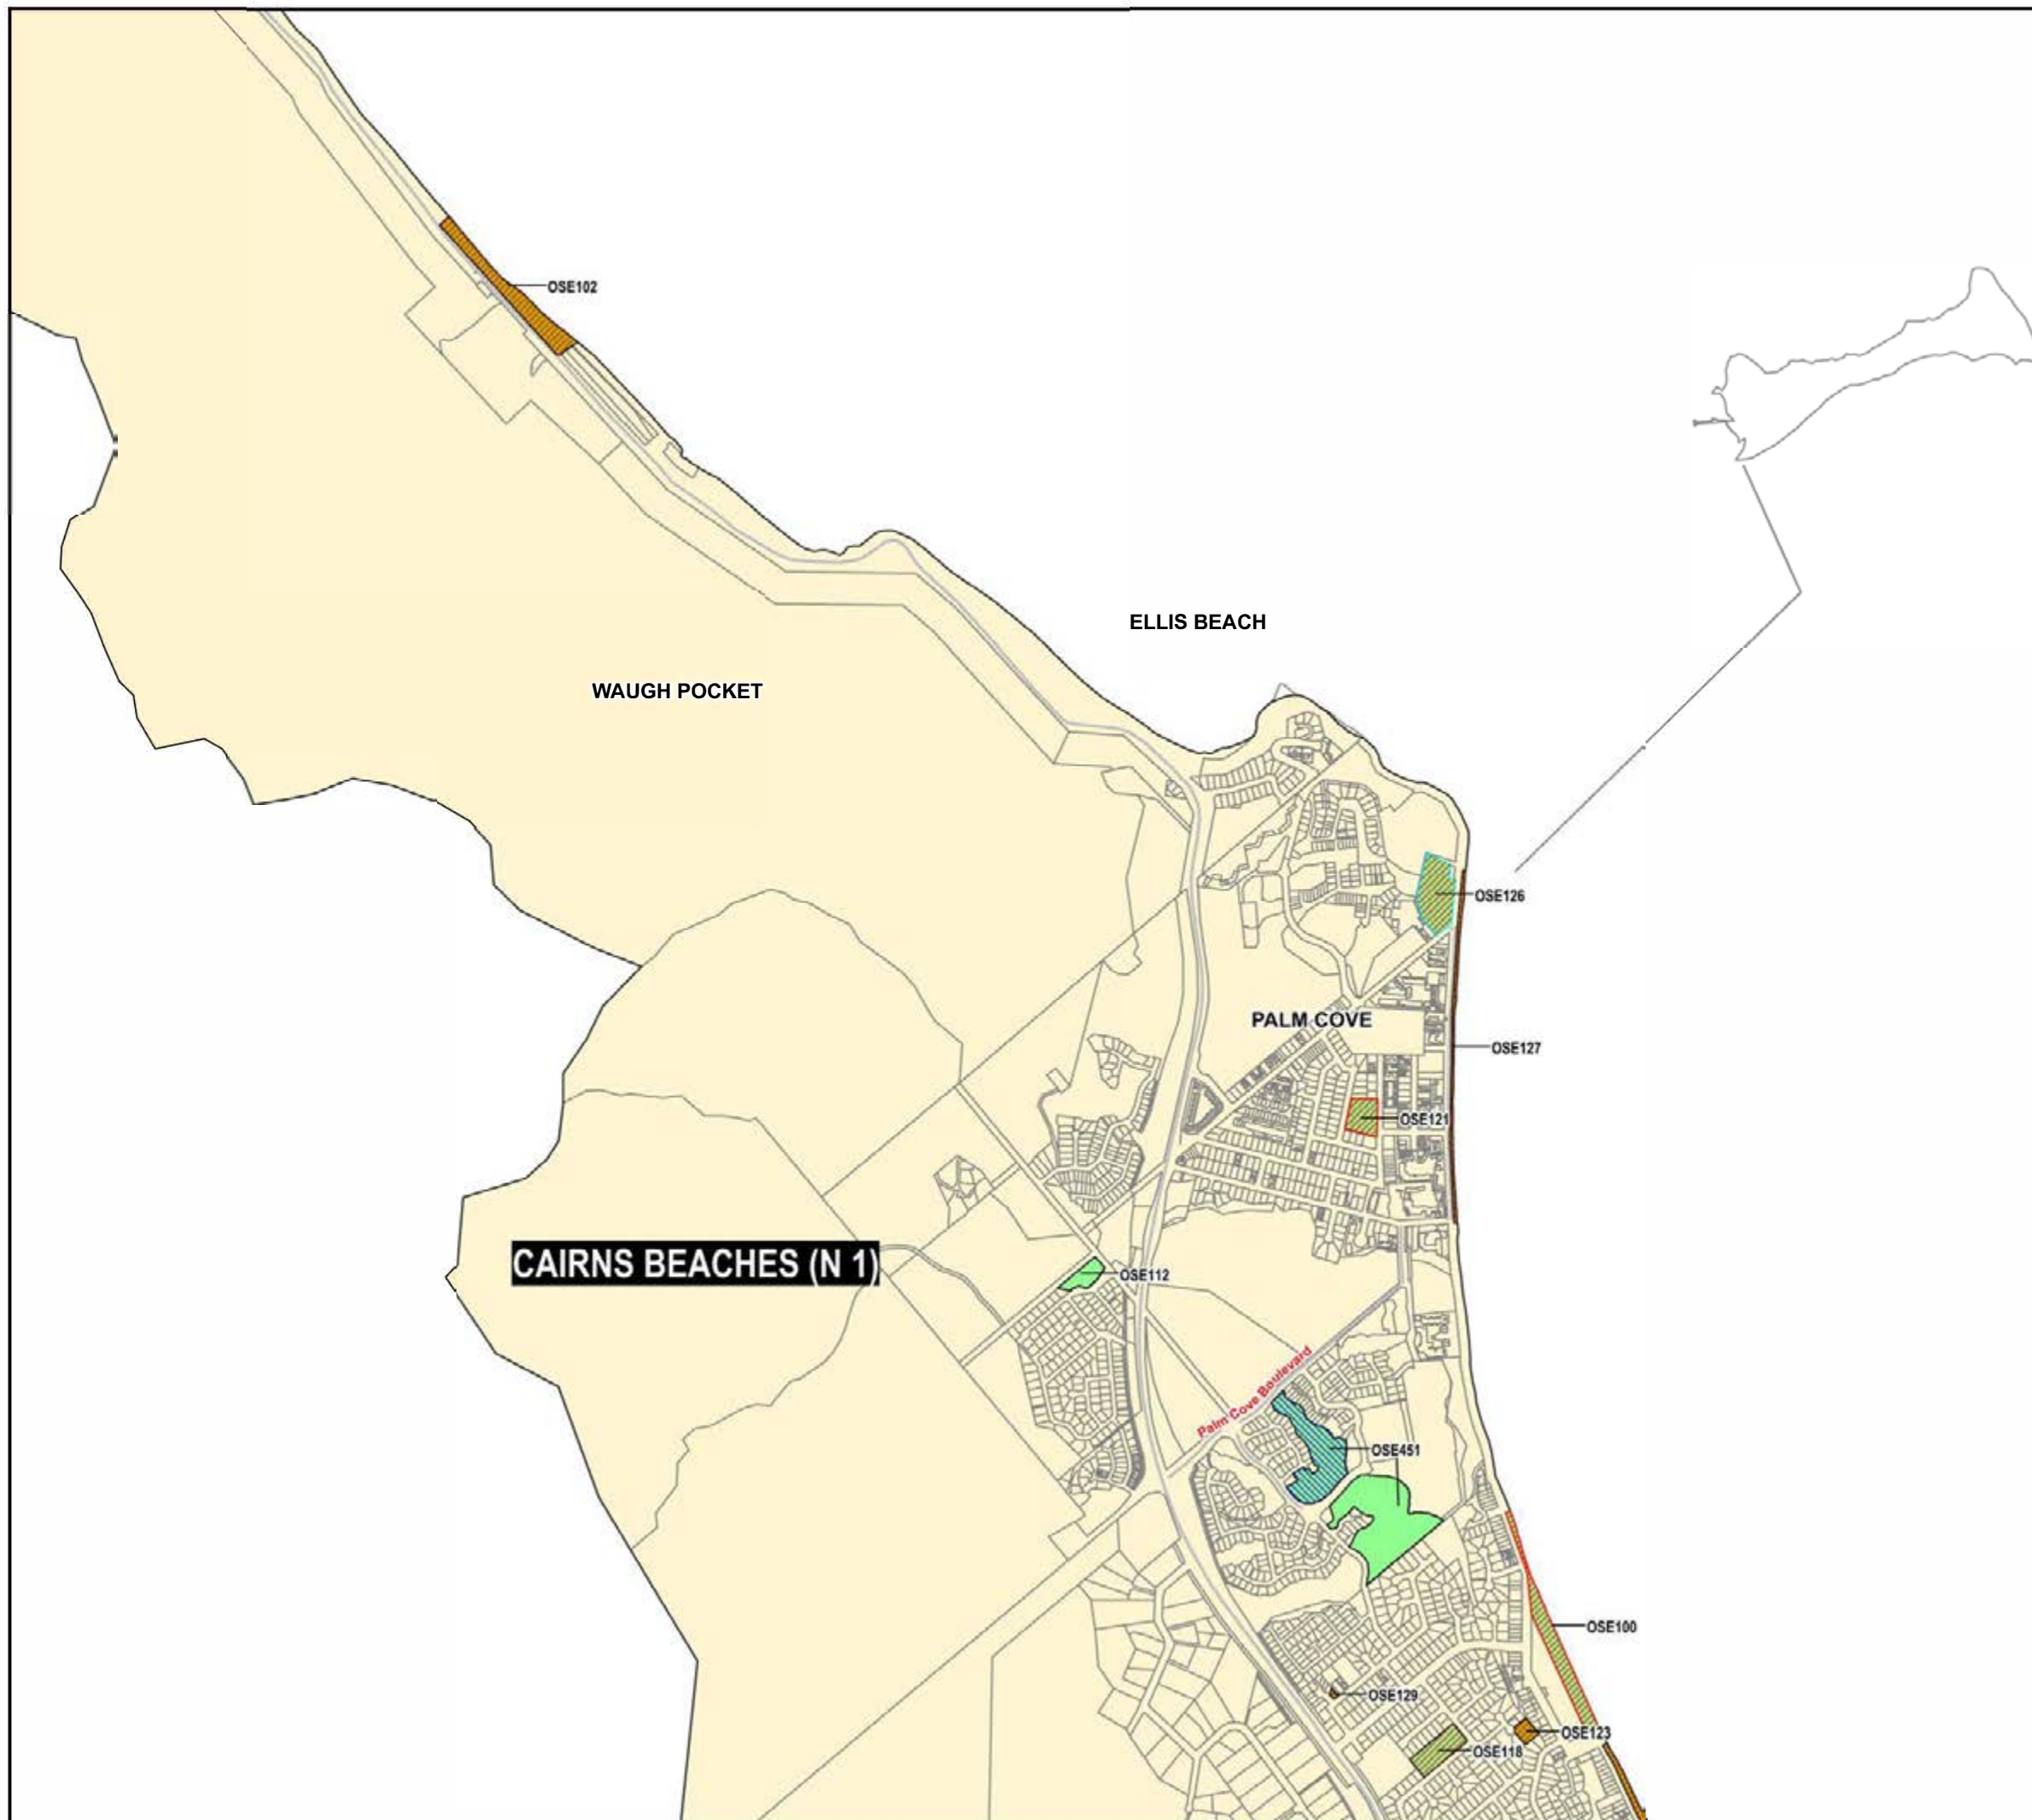 OSE102
ELLIS BEACH
WAUGH POCKET
OSE126
PALM COVE
OSE127
OSE121
CAIRNS BEACHES (N 1)
OSE112
Palm Cove Boulevard
OSE451
OSE100
OSE129
OSE123
OSE118